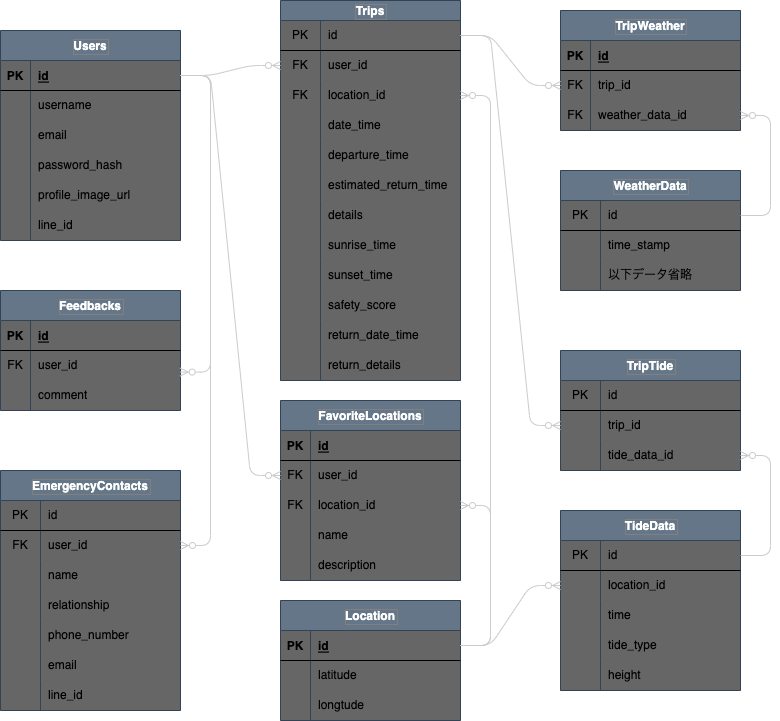 Users
PK id
username
email
password_hash
profile_image_url
line_id
Feedbacks
PK id
FK user_id
comment
EmergencyContacts
PK id
FK user_id
name
relationship
phone_number
email
line_id
Trips
PK id
FK user_id
FK location_id
date_time
departure_time
estimated_return_time
details
sunrise_time
sunset_time
safety_score
return_date_time
return_details
FavoriteLocations
PK id
FK user_id
FK location_id
name
description
Location
PK id
latitude
longtude
TripWeather
PK id
FK trip_id
FK weather_data_id
WeatherData
PK id
time_stamp
以下データ省略
TripTide
PK id
trip_id
tide_data_id
TideData
PK id
location_id
time
tide_type
height